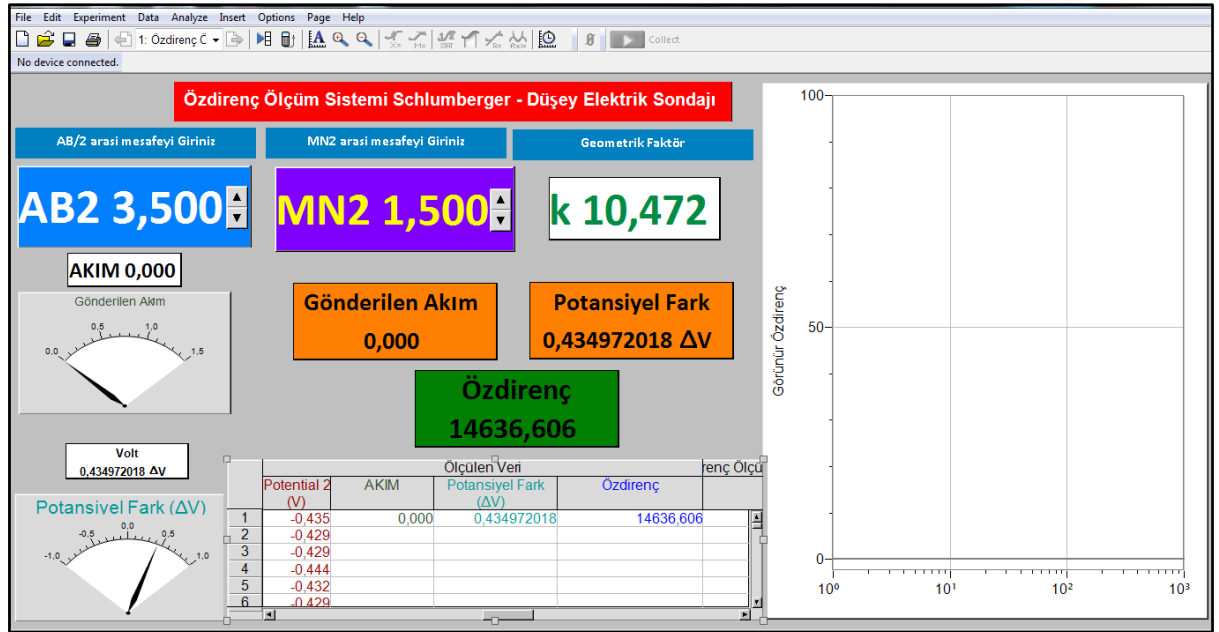 File Edit Experiment Data Analyze Insert Options Page Help
1: Özdirenç Ö
Collect
No device connected.
Özdirenç Ölçüm Sistemi Schlumberger - Düşey Elektrik Sondajı
AB/2 arasi mesafeyi Giriniz
MN2 arasi mesafeyi Giriniz
Geometrik Faktör
AB2 3,500
MN2 1,500
k 10,472
AKIM 0,000
Gönderilen Akım
0,0 0,5 1,0 1,5
Gönderilen Akım
0,000
Potansiyel Fark
0,434972018 ΔV
Özdirenç
14636,606
Volt
0,434972018 ΔV
Potansiyel Fark (ΔV)
-1,0 -0,5 0,0 0,5 1,0
Ölçülen Veri renç Ölçü
Potential 2 AKIM Potansiyel Fark Özdirenç
(V) (ΔV)
1 -0,435 0,000 0,434972018 14636,606
2 -0,429
3 -0,429
4 -0,444
5 -0,432
6 -0,429
Görünür Özdirenç
100
50
0
10⁰ 10¹ 10² 10³